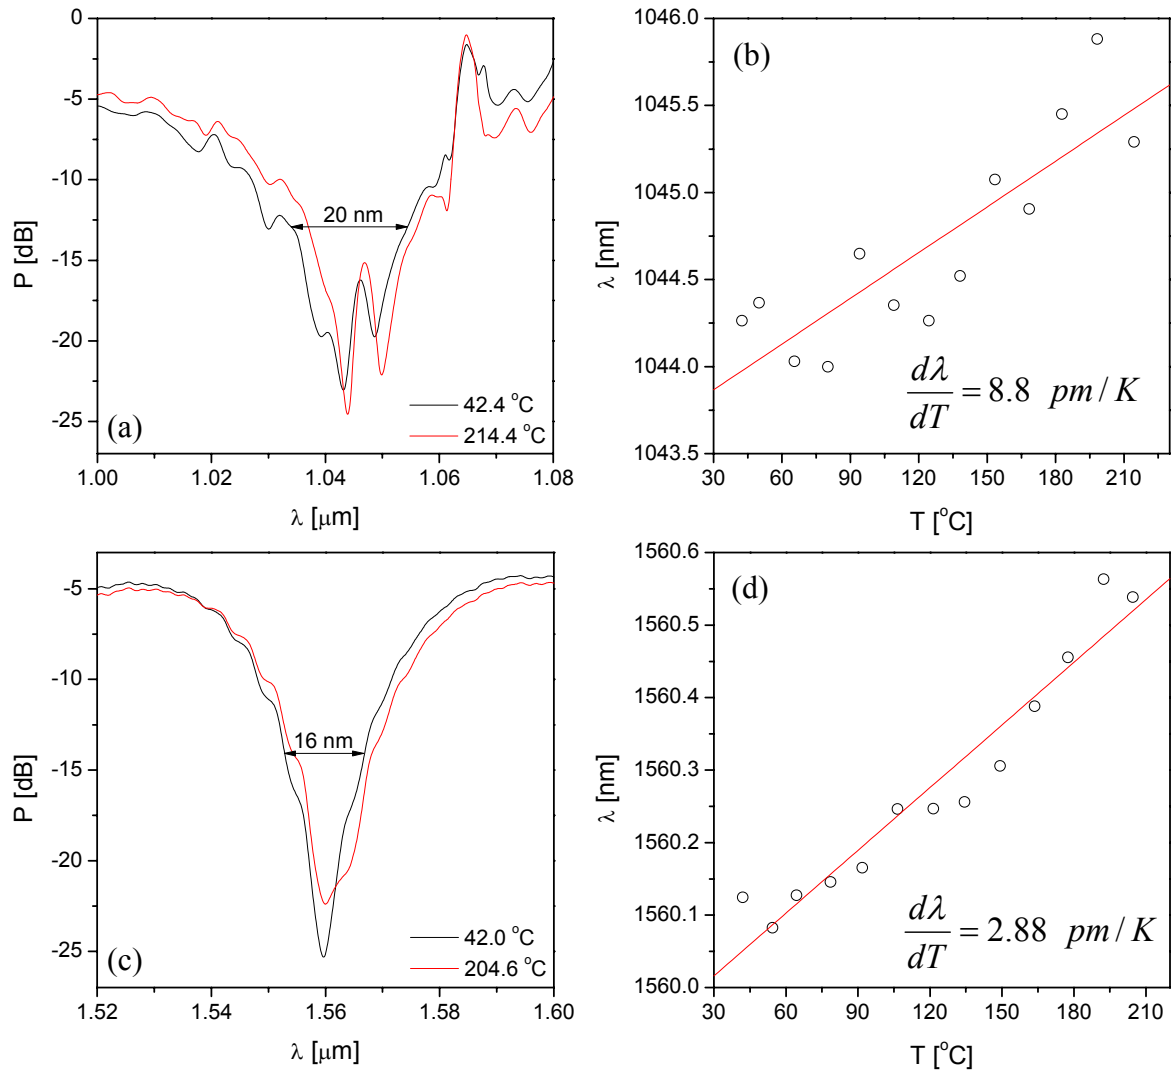 0
-5
-10
-15
-20
-25
P [dB]
20 nm
42.4 °C
214.4 °C
(a)
1.00 1.02 1.04 1.06 1.08
λ [μm]
1046.0
1045.5
1045.0
1044.5
1044.0
1043.5
λ [nm]
(b)
dλ/dT = 8.8 pm / K
30 60 90 120 150 180 210
T [°C]
-5
-10
-15
-20
-25
P [dB]
16 nm
42.0 °C
204.6 °C
(c)
1.52 1.54 1.56 1.58 1.60
λ [μm]
1560.6
1560.5
1560.4
1560.3
1560.2
1560.1
1560.0
λ [nm]
(d)
dλ/dT = 2.88 pm / K
30 60 90 120 150 180 210
T [°C]